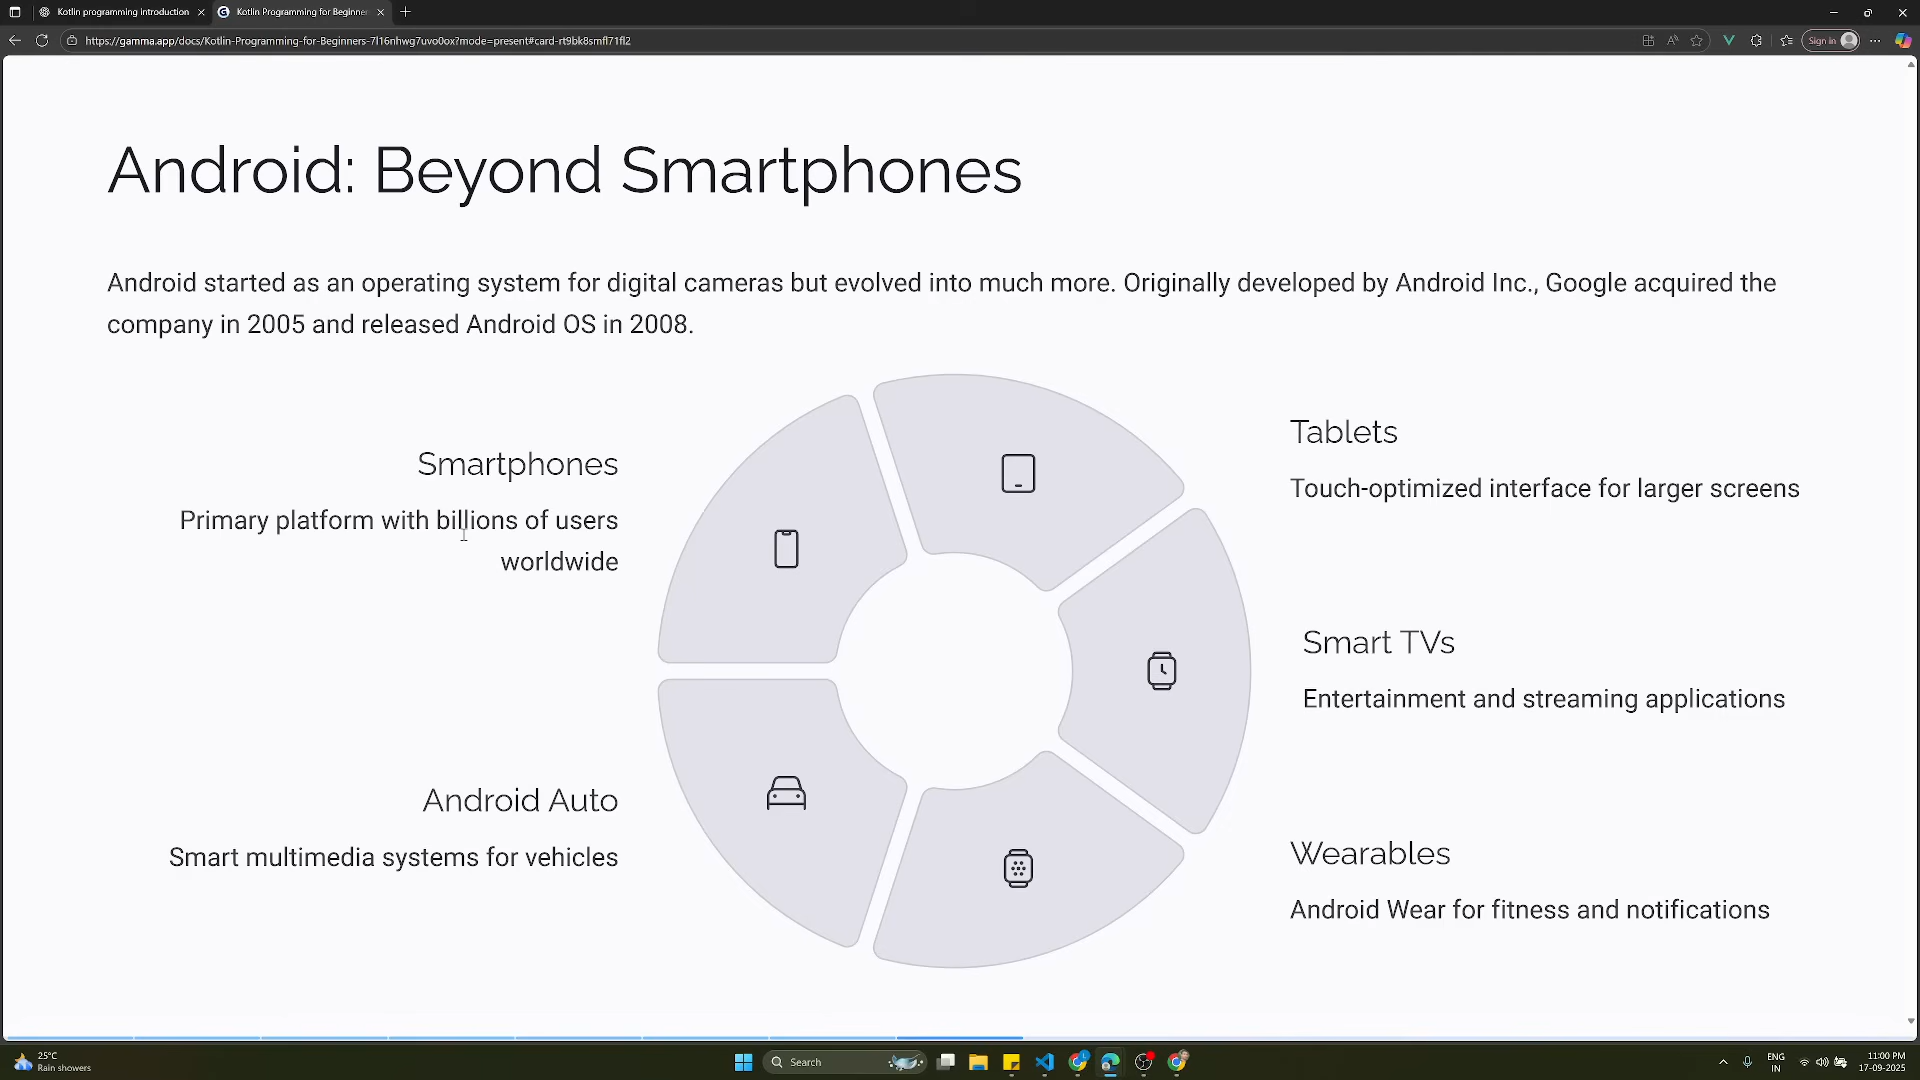 Kotlin programming introduction
Kotlin Programming for Beginner
https://gamma.app/docs/Kotlin-Programming-for-Beginners-7l16nhwg7uvo0ox?mode=present#card-rt9bk8smfl71fl2
Sign in
Android: Beyond Smartphones
Android started as an operating system for digital cameras but evolved into much more. Originally developed by Android Inc., Google acquired the
company in 2005 and released Android OS in 2008.
Smartphones
Primary platform with billions of users
worldwide
Tablets
Touch-optimized interface for larger screens
Smart TVs
Entertainment and streaming applications
Android Auto
Smart multimedia systems for vehicles
Wearables
Android Wear for fitness and notifications
25°C
Rain showers
Search
ENG
IN
11:00 PM
17-09-2025